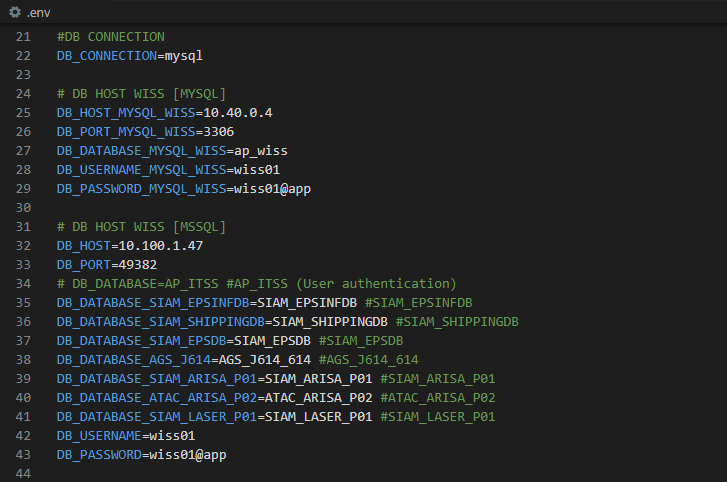 .env
21 #DB CONNECTION
22 DB_CONNECTION=mysql
23
24 # DB HOST WISS [MYSQL]
25 DB_HOST_MYSQL_WISS=10.40.0.4
26 DB_PORT_MYSQL_WISS=3306
27 DB_DATABASE_MYSQL_WISS=ap_wiss
28 DB_USERNAME_MYSQL_WISS=wiss01
29 DB_PASSWORD_MYSQL_WISS=wiss01@app
30
31 # DB HOST WISS [MSSQL]
32 DB_HOST=10.100.1.47
33 DB_PORT=49382
34 # DB_DATABASE=AP_ITSS #AP_ITSS (User authentication)
35 DB_DATABASE_SIAM_EPSINFDB=SIAM_EPSINFDB #SIAM_EPSINFDB
36 DB_DATABASE_SIAM_SHIPPINGDB=SIAM_SHIPPINGDB #SIAM_SHIPPINGDB
37 DB_DATABASE_SIAM_EPSDB=SIAM_EPSDB #SIAM_EPSDB
38 DB_DATABASE_AGS_J614=AGS_J614_614 #AGS_J614_614
39 DB_DATABASE_SIAM_ARISA_P01=SIAM_ARISA_P01 #SIAM_ARISA_P01
40 DB_DATABASE_ATAC_ARISA_P02=ATAC_ARISA_P02 #ATAC_ARISA_P02
41 DB_DATABASE_SIAM_LASER_P01=SIAM_LASER_P01 #SIAM_LASER_P01
42 DB_USERNAME=wiss01
43 DB_PASSWORD=wiss01@app
44